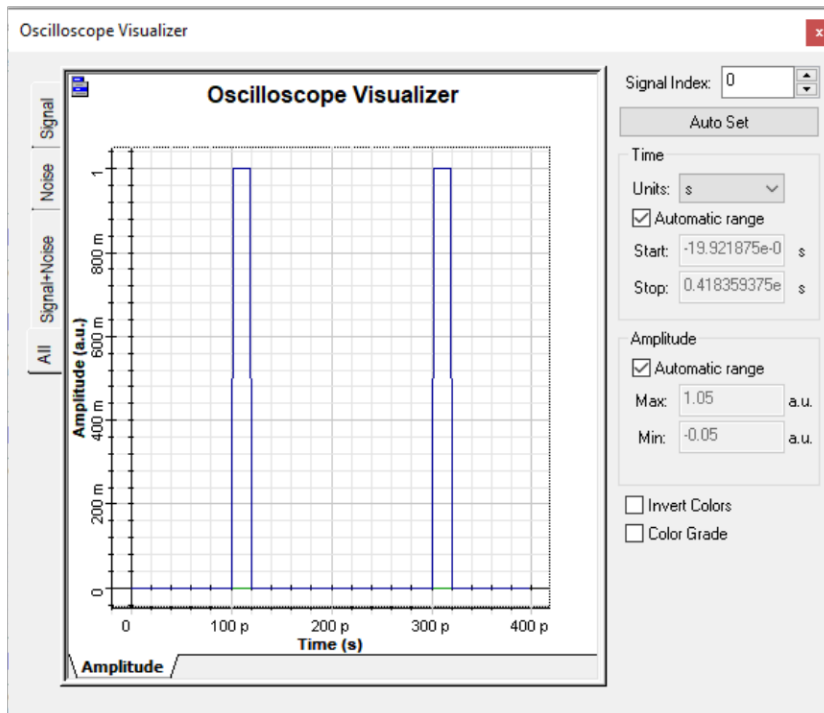 Oscilloscope Visualizer
x
Signal
Noise
Signal+Noise
All
Oscilloscope Visualizer
Amplitude (a.u.)
1
800 m
600 m
400 m
200 m
0
0 100 p 200 p 300 p 400 p
Time (s)
Amplitude
Signal Index: 0
Auto Set
Time
Units: s
Automatic range
Start: -19.921875e-0 s
Stop: 0.418359375e s
Amplitude
Automatic range
Max: 1.05 a.u.
Min: -0.05 a.u.
Invert Colors
Color Grade